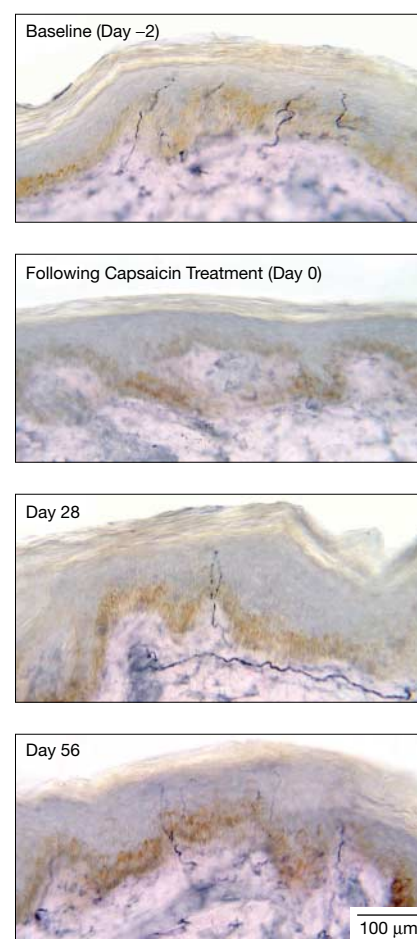 Baseline (Day –2)
Following Capsaicin Treatment (Day 0)
Day 28
Day 56
100 µm